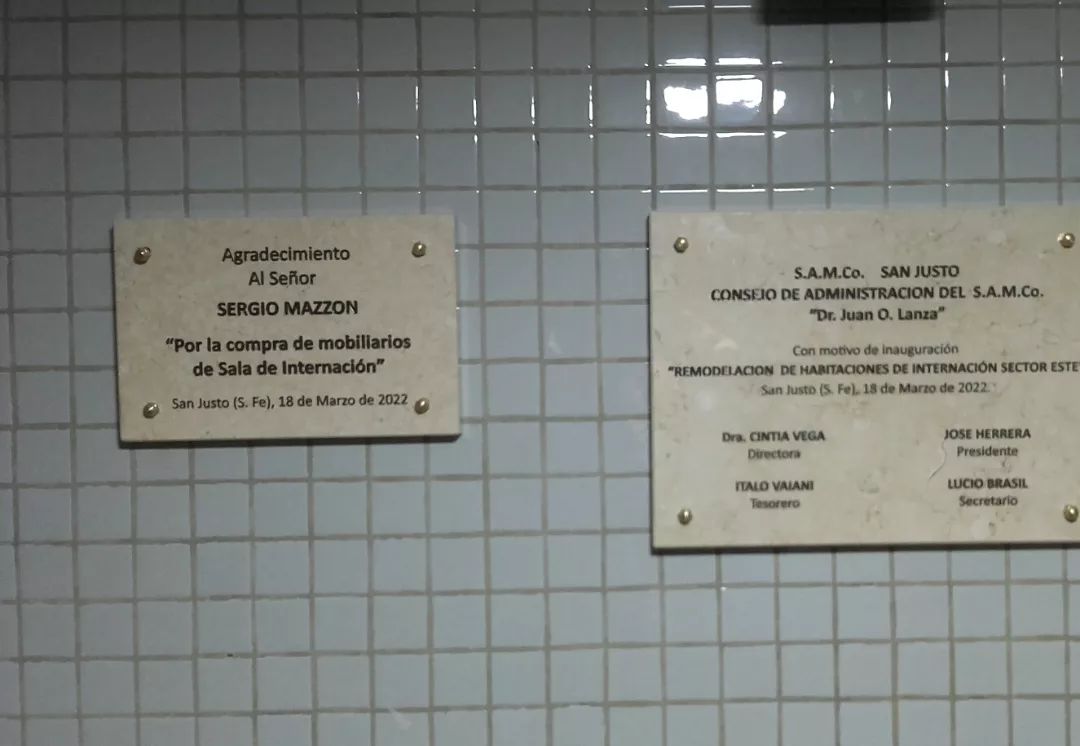 Agradecimiento
Al Señor
SERGIO MAZZON
“Por la compra de mobiliarios
de Sala de Internación”
San Justo (S. Fe), 18 de Marzo de 2022
S.A.M.Co. SAN JUSTO
CONSEJO DE ADMINISTRACION DEL S.A.M.Co.
“Dr. Juan O. Lanza”
Con motivo de inauguración
“REMODELACION DE HABITACIONES DE INTERNACIÓN SECTOR ESTE
San Justo (S. Fe), 18 de Marzo de 2022.
Dra. CINTIA VEGA
Directora
JOSE HERRERA
Presidente
ITALO VAIANI
Tesorero
LUCIO BRASIL
Secretario